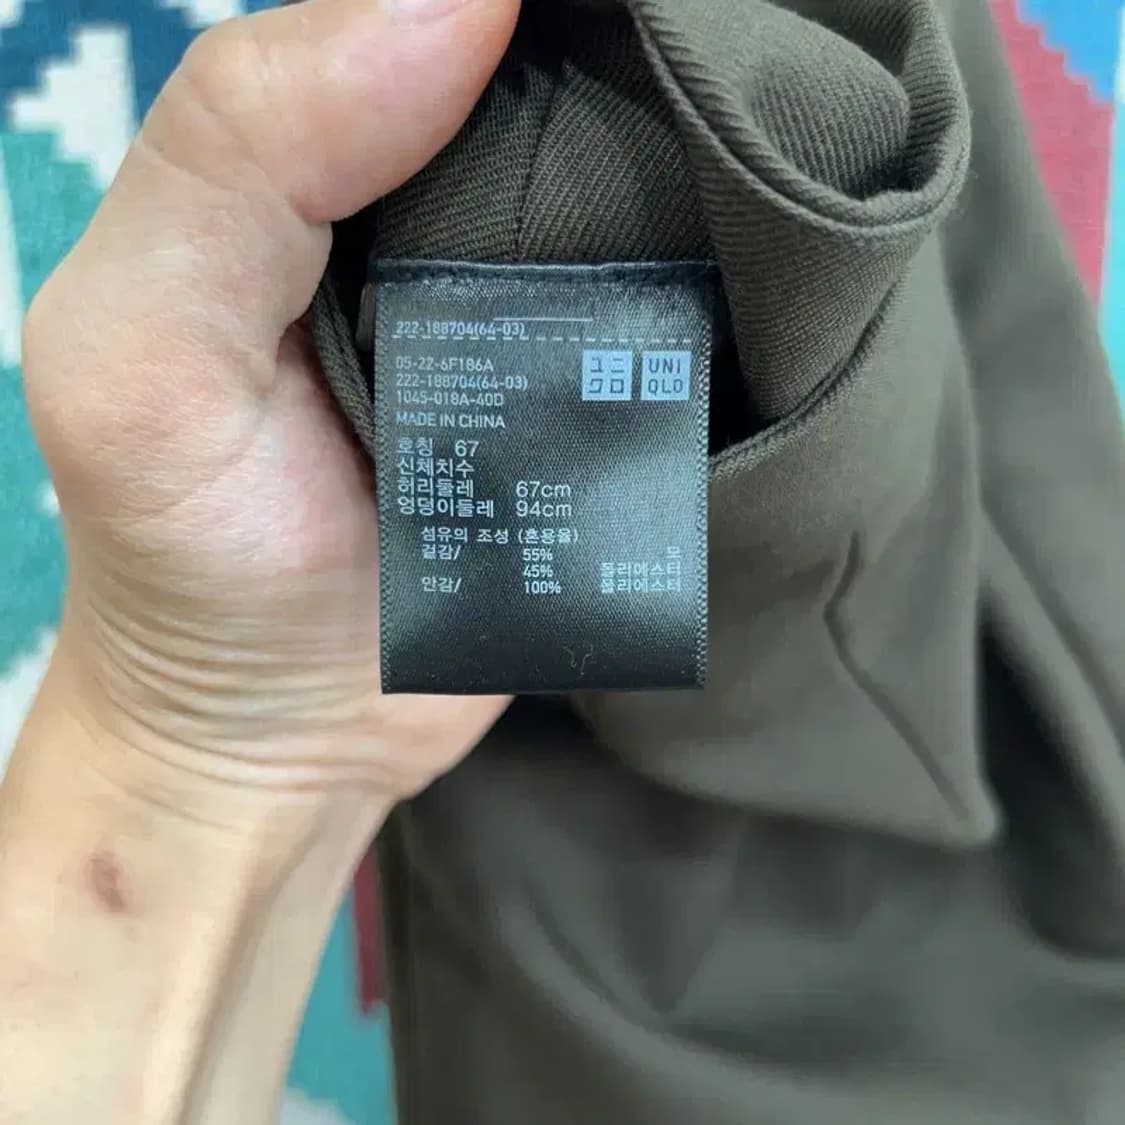 222-188704(64-03)
05-22-6F186A
222-188704(64-03)
1045-018A-40D
MADE IN CHINA
ユニ
クロ
UNI
QLO
호칭 67
신체치수
허리둘레 67cm
엉덩이둘레 94cm
섬유의 조성 (혼용율)
겉감/ 55% 모
45% 폴리에스터
안감/ 100% 폴리에스터